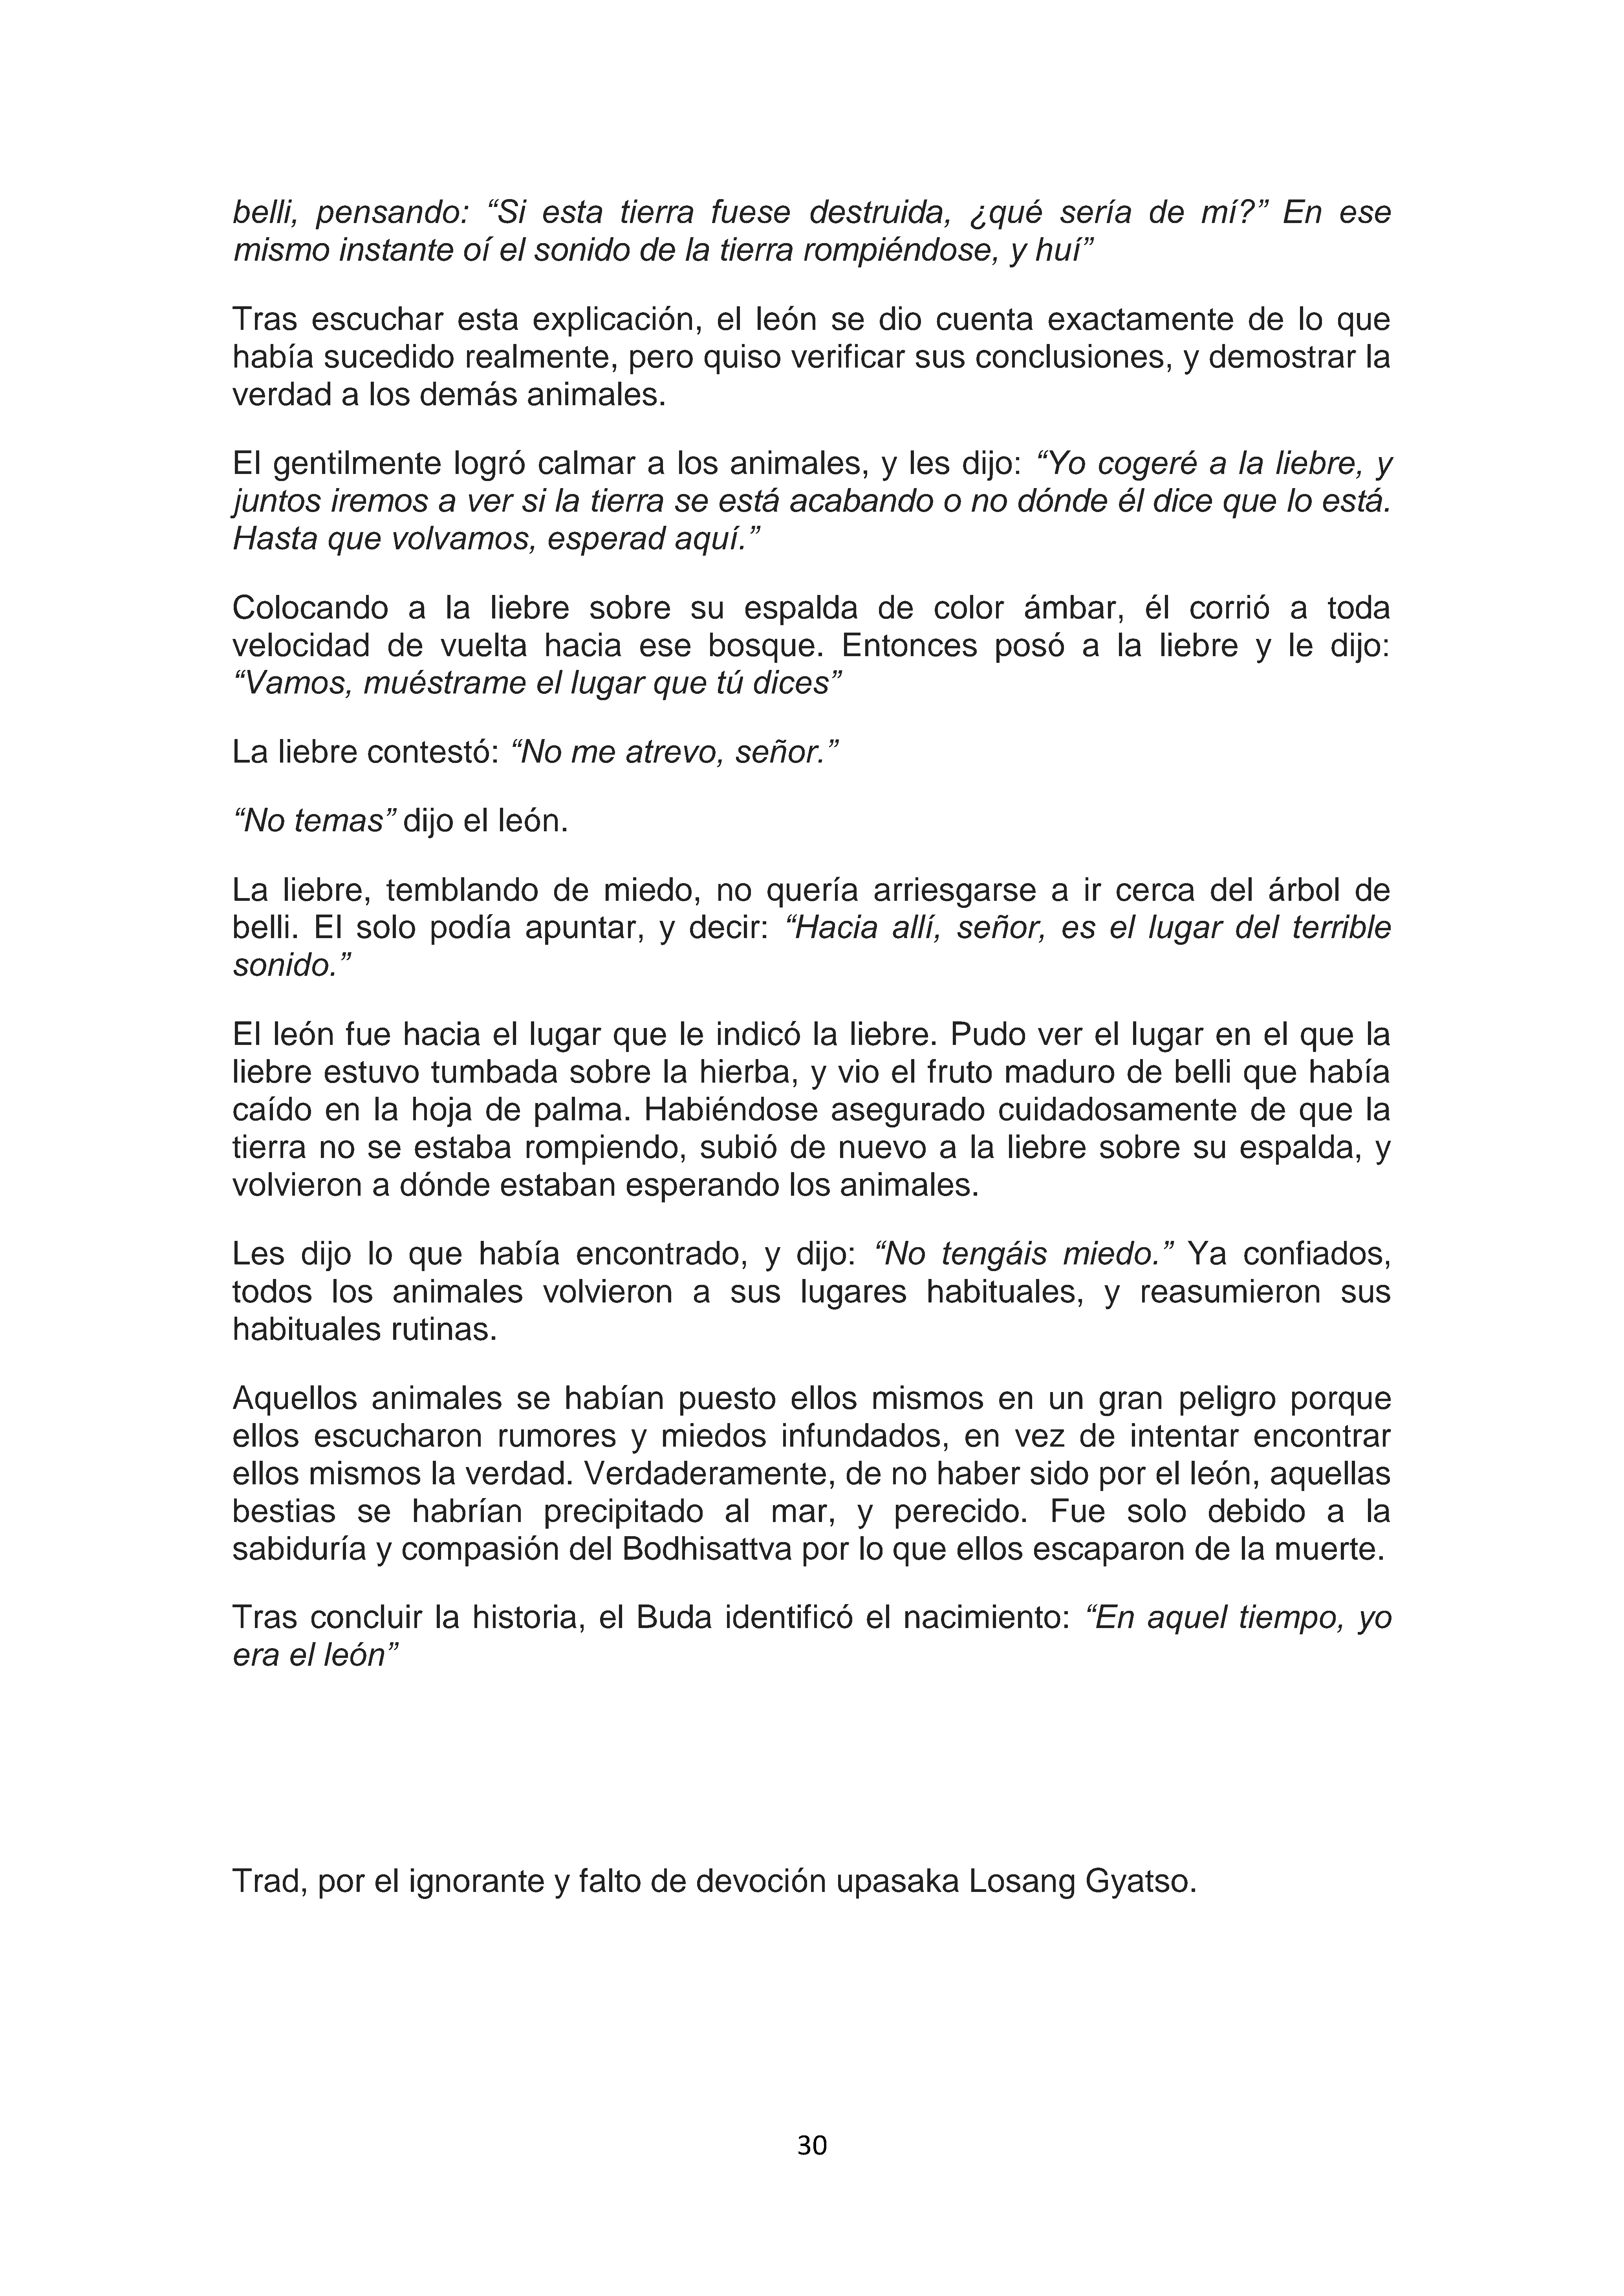 belli, pensando: “Si esta tierra fuese destruida, ¿qué sería de mí?” En ese
mismo instante oí el sonido de la tierra rompiéndose, y huí”
Tras escuchar esta explicación, el león se dio cuenta exactamente de lo que
había sucedido realmente, pero quiso verificar sus conclusiones, y demostrar la
verdad a los demás animales.
El gentilmente logró calmar a los animales, y les dijo: “Yo cogeré a la liebre, y
juntos iremos a ver si la tierra se está acabando o no dónde él dice que lo está.
Hasta que volvamos, esperad aquí.”
Colocando a la liebre sobre su espalda de color ámbar, él corrió a toda
velocidad de vuelta hacia ese bosque. Entonces posó a la liebre y le dijo:
“Vamos, muéstrame el lugar que tú dices”
La liebre contestó: “No me atrevo, señor.”
“No temas” dijo el león.
La liebre, temblando de miedo, no quería arriesgarse a ir cerca del árbol de
belli. El solo podía apuntar, y decir: “Hacia allí, señor, es el lugar del terrible
sonido.”
El león fue hacia el lugar que le indicó la liebre. Pudo ver el lugar en el que la
liebre estuvo tumbada sobre la hierba, y vio el fruto maduro de belli que había
caído en la hoja de palma. Habiéndose asegurado cuidadosamente de que la
tierra no se estaba rompiendo, subió de nuevo a la liebre sobre su espalda, y
volvieron a dónde estaban esperando los animales.
Les dijo lo que había encontrado, y dijo: “No tengáis miedo.” Ya confiados,
todos los animales volvieron a sus lugares habituales, y reasumieron sus
habituales rutinas.
Aquellos animales se habían puesto ellos mismos en un gran peligro porque
ellos escucharon rumores y miedos infundados, en vez de intentar encontrar
ellos mismos la verdad. Verdaderamente, de no haber sido por el león, aquellas
bestias se habrían precipitado al mar, y perecido. Fue solo debido a la
sabiduría y compasión del Bodhisattva por lo que ellos escaparon de la muerte.
Tras concluir la historia, el Buda identificó el nacimiento: “En aquel tiempo, yo
era el león”
Trad, por el ignorante y falto de devoción upasaka Losang Gyatso.
30